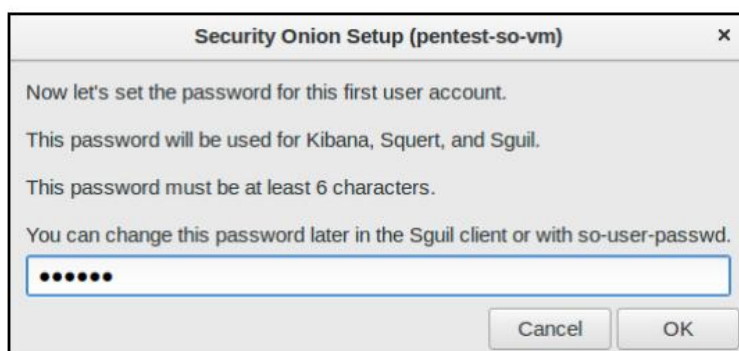 Security Onion Setup (pentest-so-vm) ×
Now let's set the password for this first user account.
This password will be used for Kibana, Squert, and Sguil.
This password must be at least 6 characters.
You can change this password later in the Sguil client or with so-user-passwd.
••••••
Cancel OK